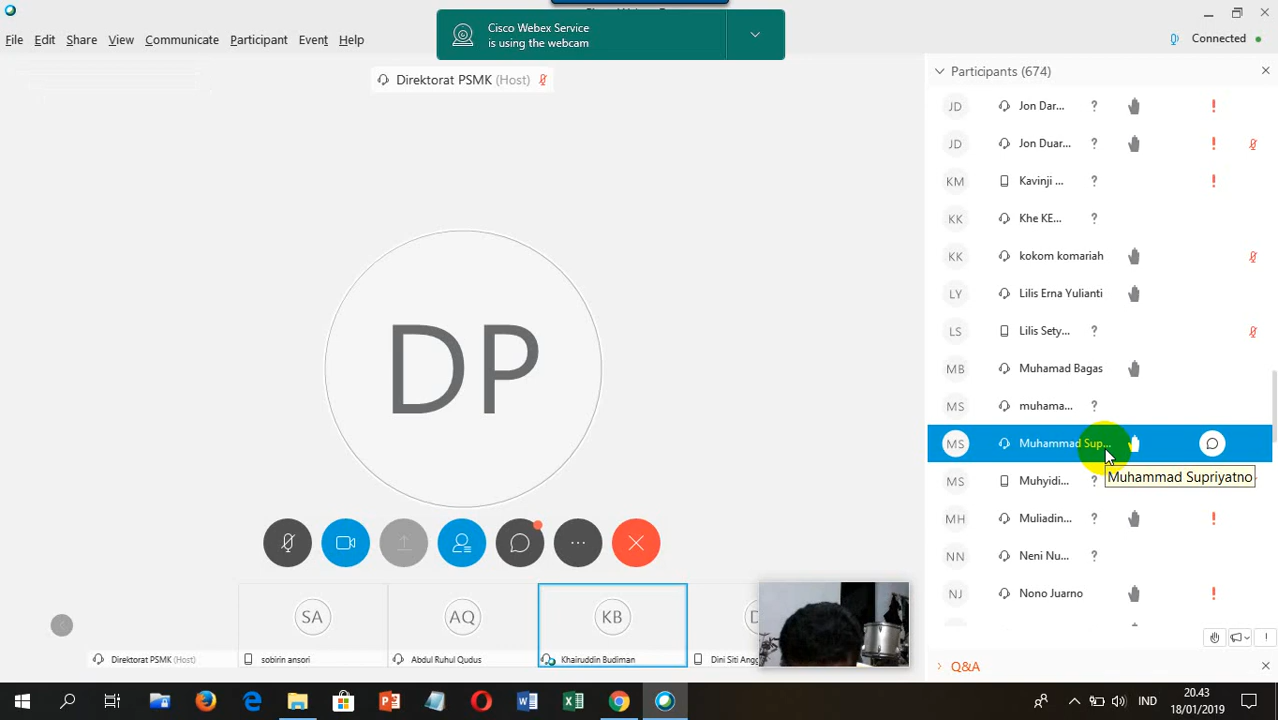 Cisco Webex Service
is using the webcam
File Edit Share View Communicate Participant Event Help
Connected
Direktorat PSMK (Host)
Participants (674)
JD Jon Dar... ?
JD Jon Duar... ?
KM Kavinji ... ?
KK Khe KE... ?
KK kokom komariah
LY Lilis Erna Yulianti
LS Lilis Sety... ?
MB Muhamad Bagas
MS muhama... ?
MS Muhammad Sup...
Muhammad Supriyatno
MS Muhyidi... ?
MH Muliadin... ?
NN Neni Nu... ?
NJ Nono Juarno
Q&A
DP
SA
AQ
KB
Direktorat PSMK (Host)
sobirin ansori
Abdul Ruhul Qudus
Khairuddin Budiman
Dini Siti Angg
IND
20.43
18/01/2019